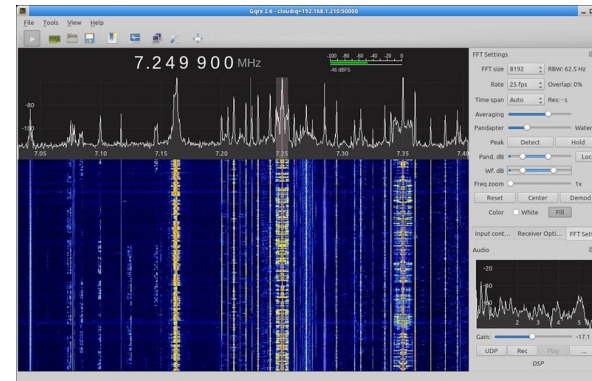 Gqrx 2.6 - cloudiq=192.168.1.210:50000
File Tools View Help
7.249 900 MHz
-100 -80 -60 -40 -20 0
-46 dBFS
-80
-100
7.05 7.10 7.15 7.20 7.25 7.30 7.35 7.40
FFT Settings
FFT size 8192 RBW: 62.5 Hz
Rate 25 fps Overlap: 0%
Time span Auto Res: - s
Averaging
Pandapter Water
Peak Detect Hold
Pand. dB Loc
Wf. dB
Freq zoom 1x
Reset Center Demod
Color White Fill
Input cont... Receiver Opti... FFT Sett
Audio
-20
2 3 4 5
Gain: -17.1
UDP Rec Play ...
DSP